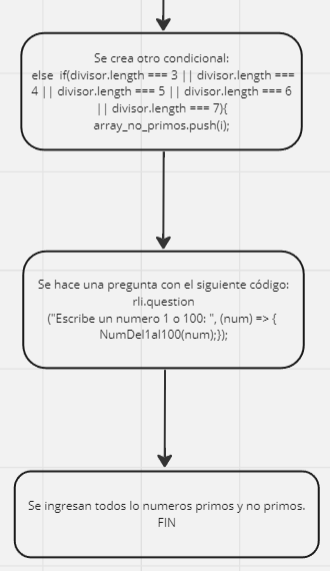 Se crea otro condicional:
else  if(divisor.length === 3 || divisor.length ===
4 || divisor.length === 5 || divisor.length === 6
|| divisor.length === 7){
array_no_primos.push(i);
Se hace una pregunta con el siguiente código:
rli.question
("Escribe un numero 1 o 100: ", (num) => {
NumDel1al100(num);});
Se ingresan todos lo numeros primos y no primos.
FIN